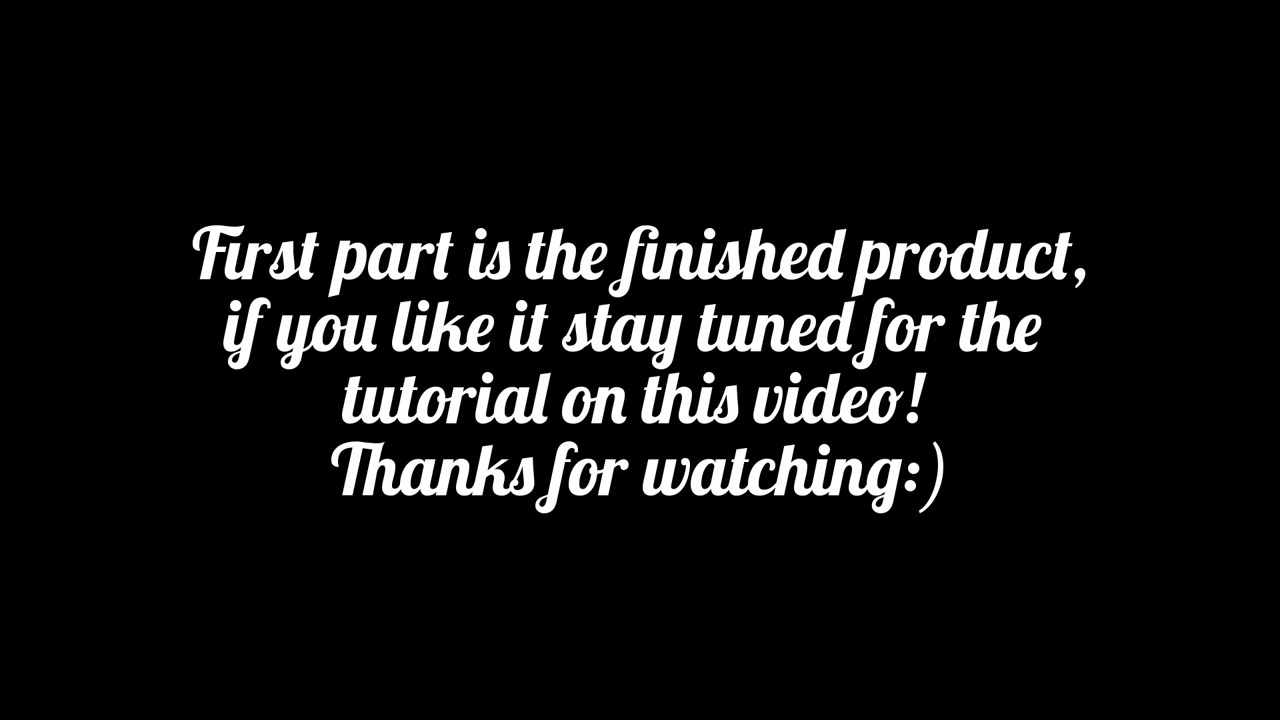 First part is the finished product,
if you like it stay tuned for the
tutorial on this video!
Thanks for watching:)